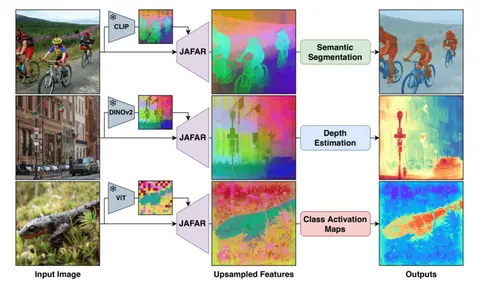 CLIP
JAFAR
Semantic
Segmentation
DINOv2
JAFAR
Depth
Estimation
ViT
JAFAR
Class Activation
Maps
Input Image
Upsampled Features
Outputs